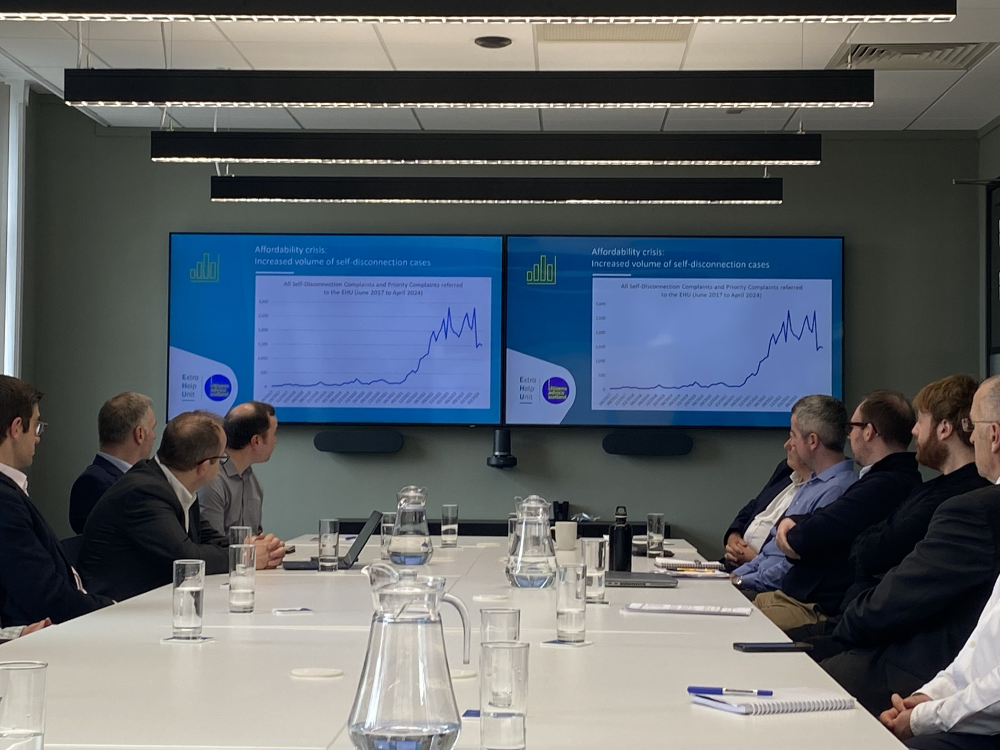 Affordability crisis:
Increased volume of self-disconnection cases
All Self-Disconnection Complaints and Priority Complaints referred
to the EHU (June 2017 to April 2024)
3,000
2,500
2,000
1,500
1,000
500
0
Extra
Help
Unit
citizens
advice
scotland
Affordability crisis:
Increased volume of self-disconnection cases
All Self-Disconnection Complaints and Priority Complaints referred
to the EHU (June 2017 to April 2024)
3,000
2,500
2,000
1,500
1,000
500
0
Extra
Help
Unit
citizens
advice
scotland